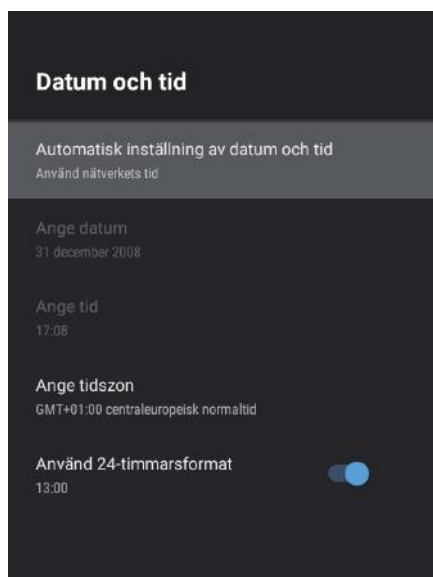 Datum och tid
Automatisk inställning av datum och tid
Använd nätverkets tid
Ange datum
31 december 2008
Ange tid
17:08
Ange tidszon
GMT+01:00 centraleuropeisk normaltid
Använd 24-timmarsformat
13:00